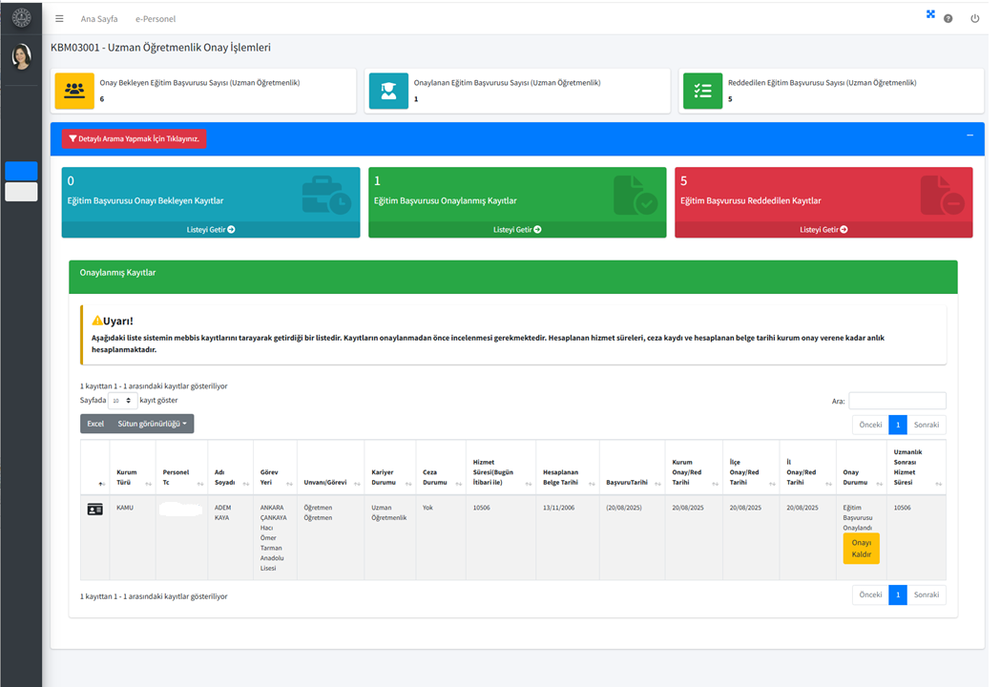 Ana Sayfa e-Personel
KBM03001 - Uzman Öğretmenlik Onay İşlemleri
Onay Bekleyen Eğitim Başvurusu Sayısı (Uzman Öğretmenlik)
6
Onaylanan Eğitim Başvurusu Sayısı (Uzman Öğretmenlik)
1
Reddedilen Eğitim Başvurusu Sayısı (Uzman Öğretmenlik)
5
Detaylı Arama Yapmak İçin Tıklayınız.
0
Eğitim Başvurusu Onayı Bekleyen Kayıtlar
Listeyi Getir
1
Eğitim Başvurusu Onaylanmış Kayıtlar
Listeyi Getir
5
Eğitim Başvurusu Reddedilen Kayıtlar
Listeyi Getir
Onaylanmış Kayıtlar
Uyarı!
Aşağıdaki liste sistemin mebbis kayıtlarını tarayarak getirdiği bir listedir. Kayıtların onaylanmadan önce incelenmesi gerekmektedir. Hesaplanan hizmet süreleri, ceza kaydı ve hesaplanan belge tarihi kurum onay verene kadar anlık
hesaplanmaktadır.
1 kayıttan 1 - 1 arasındaki kayıtlar gösteriliyor
Sayfada 10 kayıt göster
Ara:
Excel Sütun görünürlüğü
Önceki 1 Sonraki
Kurum
Türü
Personel
Tc
Adı
Soyadı
Görev
Yeri
Unvanı/Görevi
Kariyer
Durumu
Ceza
Durumu
Hizmet
Süresi(Bugün
İtibari ile)
Hesaplanan
Belge Tarihi
BaşvuruTarihi
Kurum
Onay/Red
Tarihi
İlçe
Onay/Red
Tarihi
İl
Onay/Red
Tarihi
Onay
Durumu
Uzmanlık
Sonrası
Hizmet
Süresi
KAMU
ADEM
KAYA
ANKARA
ÇANKAYA
Hacı
Ömer
Tarman
Anadolu
Lisesi
Öğretmen
Öğretmen
Uzman
Öğretmenlik
Yok
10506
13/11/2006
(20/08/2025)
20/08/2025
20/08/2025
20/08/2025
Eğitim
Başvurusu
Onaylandı
Onayı
Kaldır
10506
1 kayıttan 1 - 1 arasındaki kayıtlar gösteriliyor
Önceki 1 Sonraki